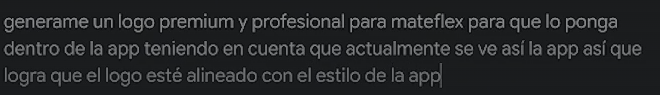 generame un logo premium y profesional para mateflex para que lo ponga
dentro de la app teniendo en cuenta que actualmente se ve así la app así que
logra que el logo esté alineado con el estilo de la app